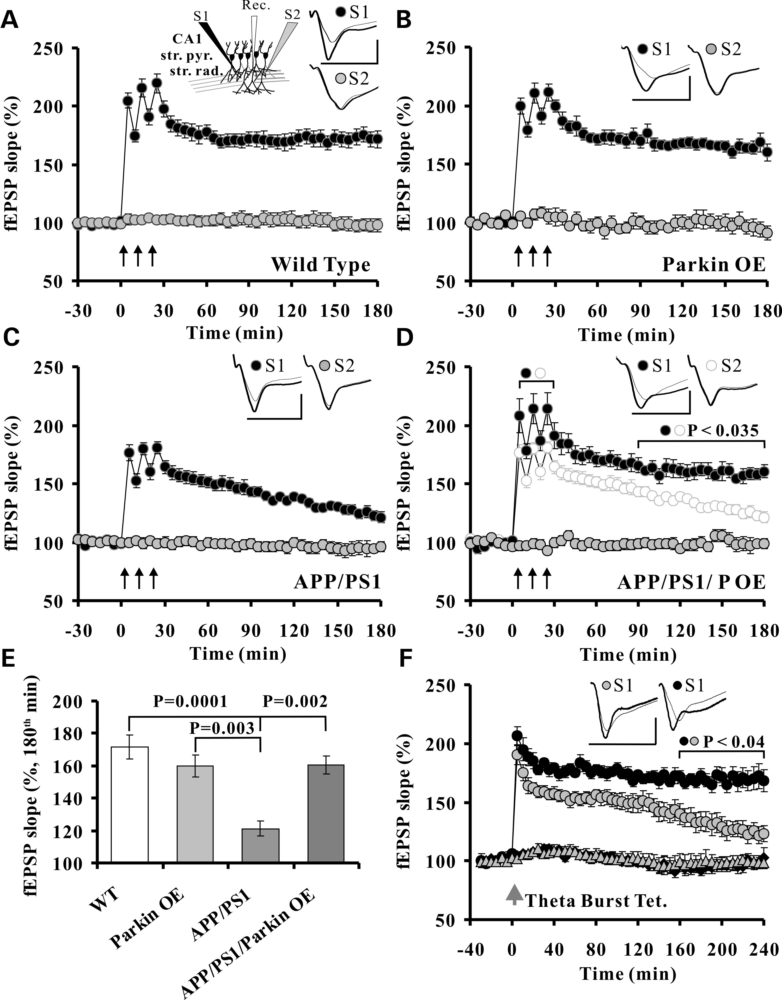 A
S1
Rec.
S2
CA1
str. pyr.
str. rad.
S1
S2
fEPSP slope (%)
250
200
150
100
50
Wild Type
-30 0 30 60 90 120 150 180
Time (min)
B
S1
S2
fEPSP slope (%)
250
200
150
100
50
Parkin OE
-30 0 30 60 90 120 150 180
Time (min)
C
S1
S2
fEPSP slope (%)
250
200
150
100
50
APP/PS1
-30 0 30 60 90 120 150 180
Time (min)
D
S1
S2
P < 0.035
fEPSP slope (%)
250
200
150
100
50
APP/PS1/ P OE
-30 0 30 60 90 120 150 180
Time (min)
E
fEPSP slope (%, 180th min)
200
180
160
140
120
100
P=0.0001
P=0.002
P=0.003
WT
Parkin OE
APP/PS1
APP/PS1/Parkin OE
F
S1
S1
P < 0.04
fEPSP slope (%)
250
200
150
100
50
Theta Burst Tet.
-40 0 40 80 120 160 200 240
Time (min)